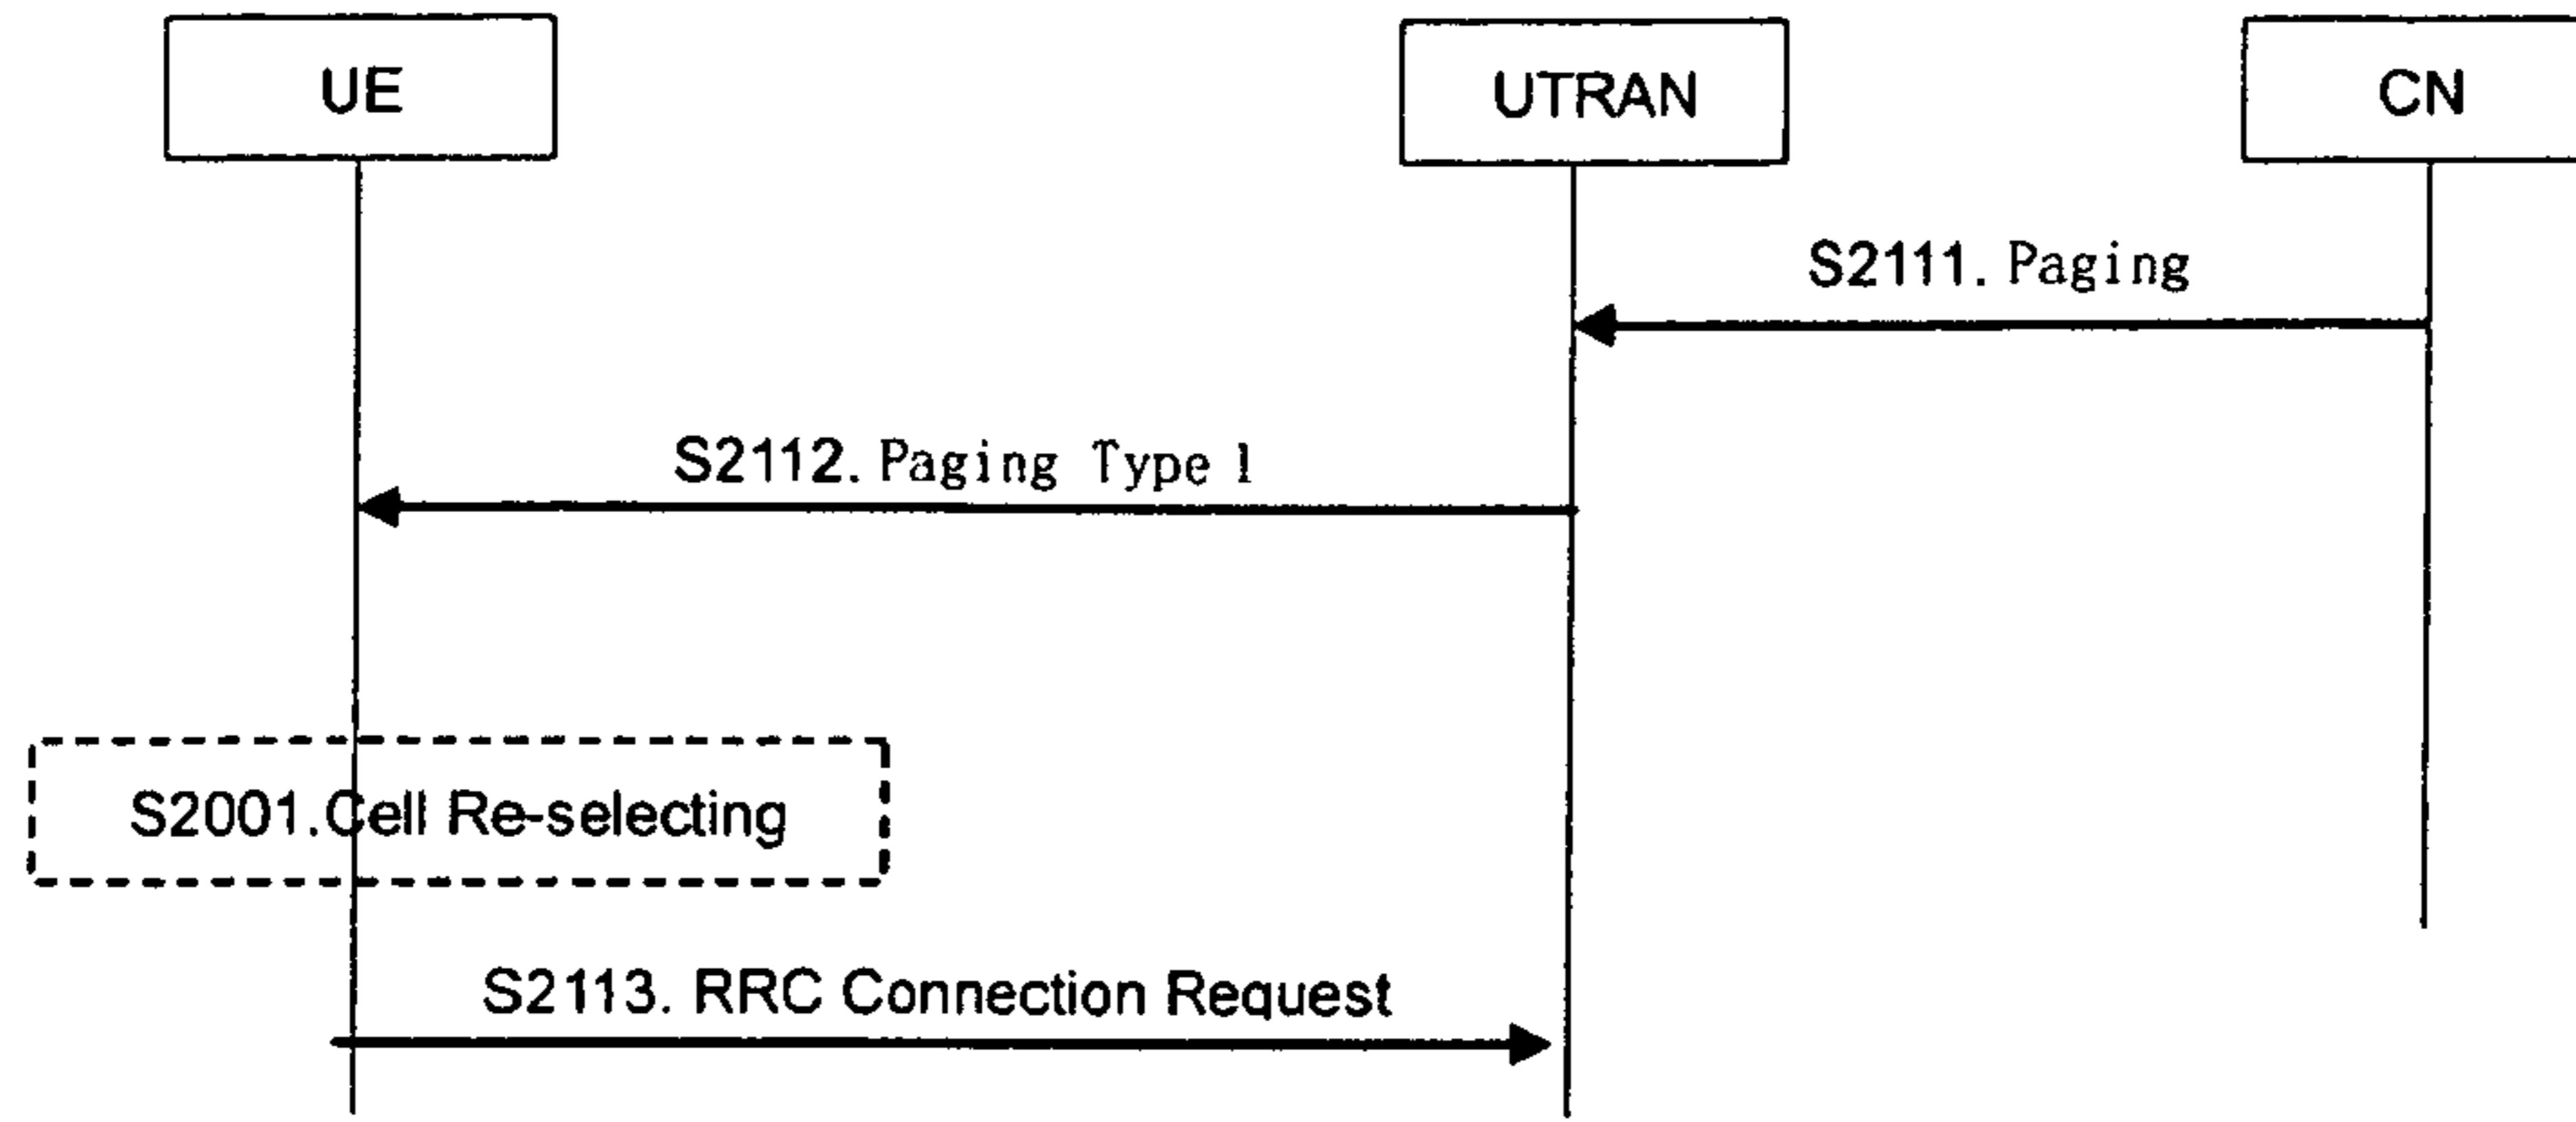 UE
UTRAN
CN
S2111. Paging
S2112. Paging Type 1
S2001.Cell Re-selecting
S2113. RRC Connection Request